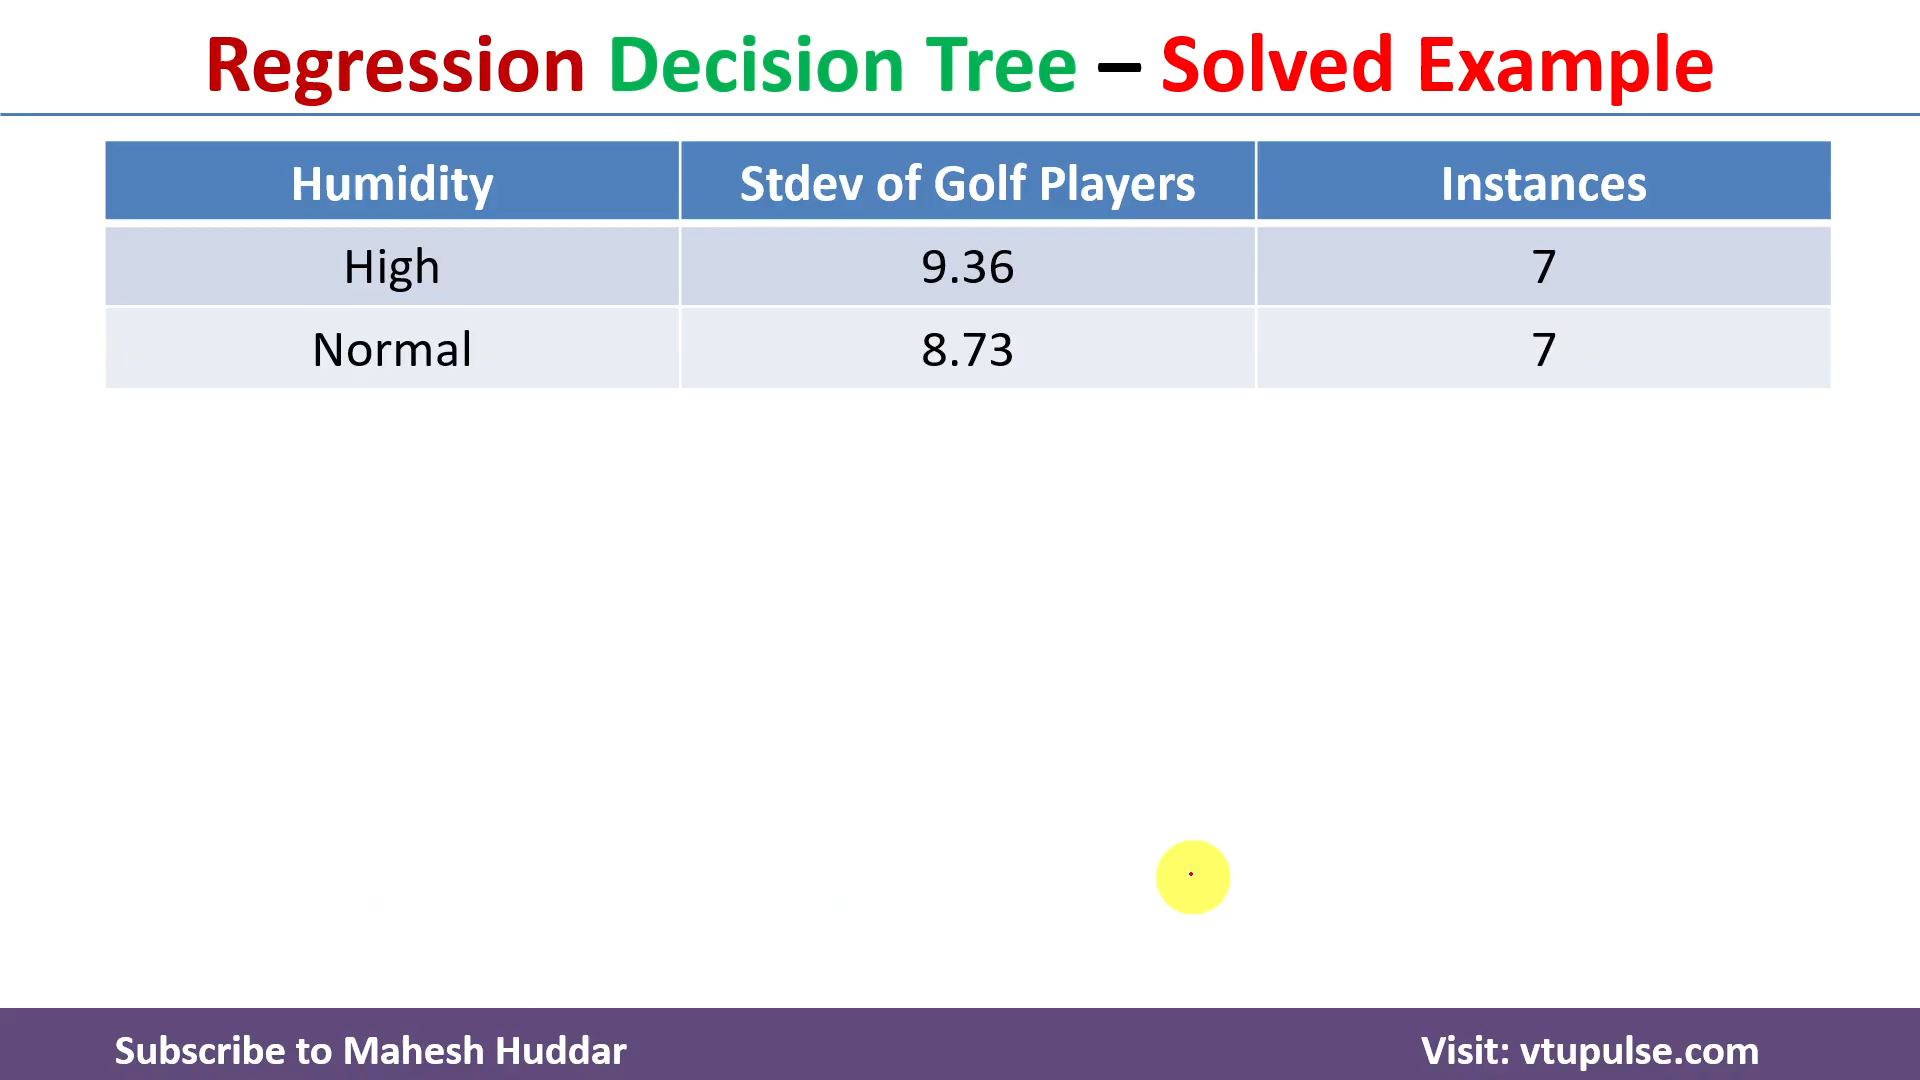 Regression Decision Tree – Solved Example
Humidity Stdev of Golf Players Instances
High 9.36 7
Normal 8.73 7
Subscribe to Mahesh Huddar Visit: vtupulse.com